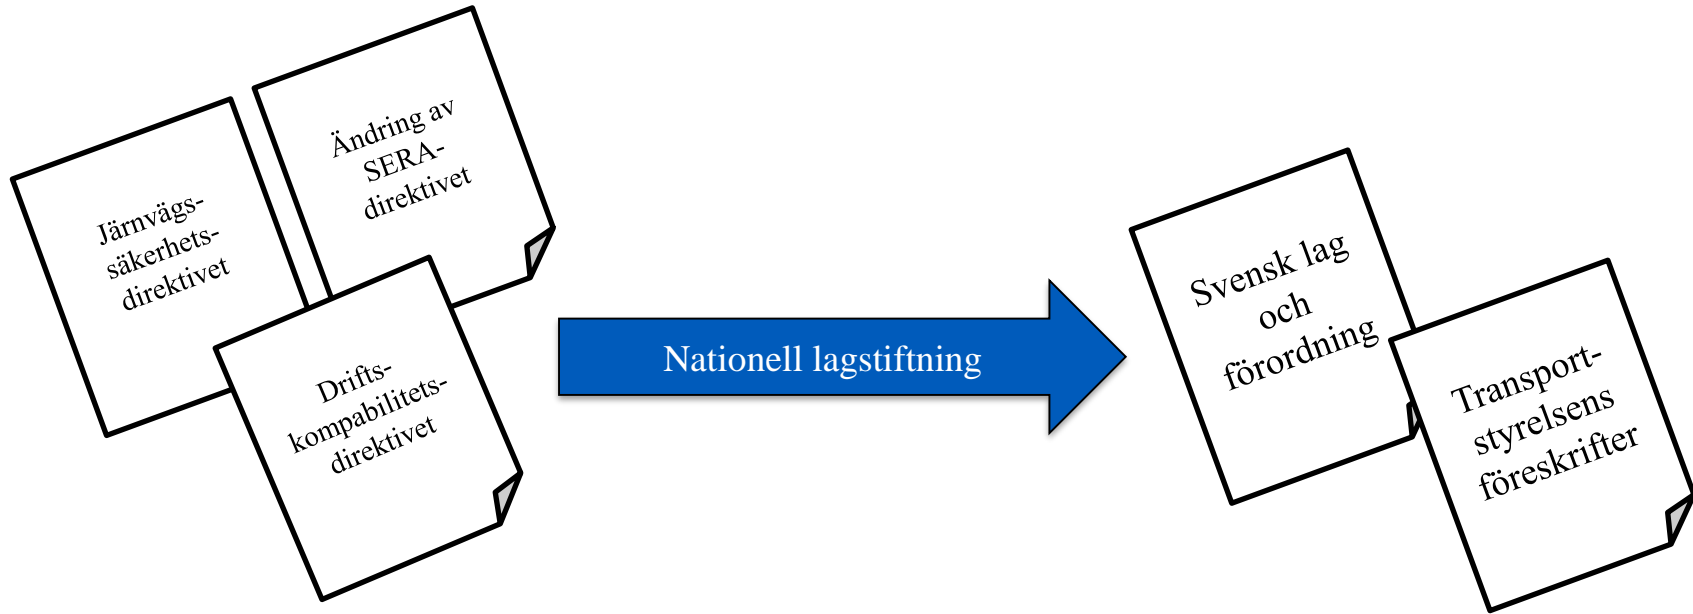 Järnvägs-
säkerhets-
direktivet
Ändring av
SERA-
direktivet
Drifts-
kompabilitets-
direktivet
Nationell lagstiftning
Svensk lag
och
förordning
Transport-
styrelsens
föreskrifter